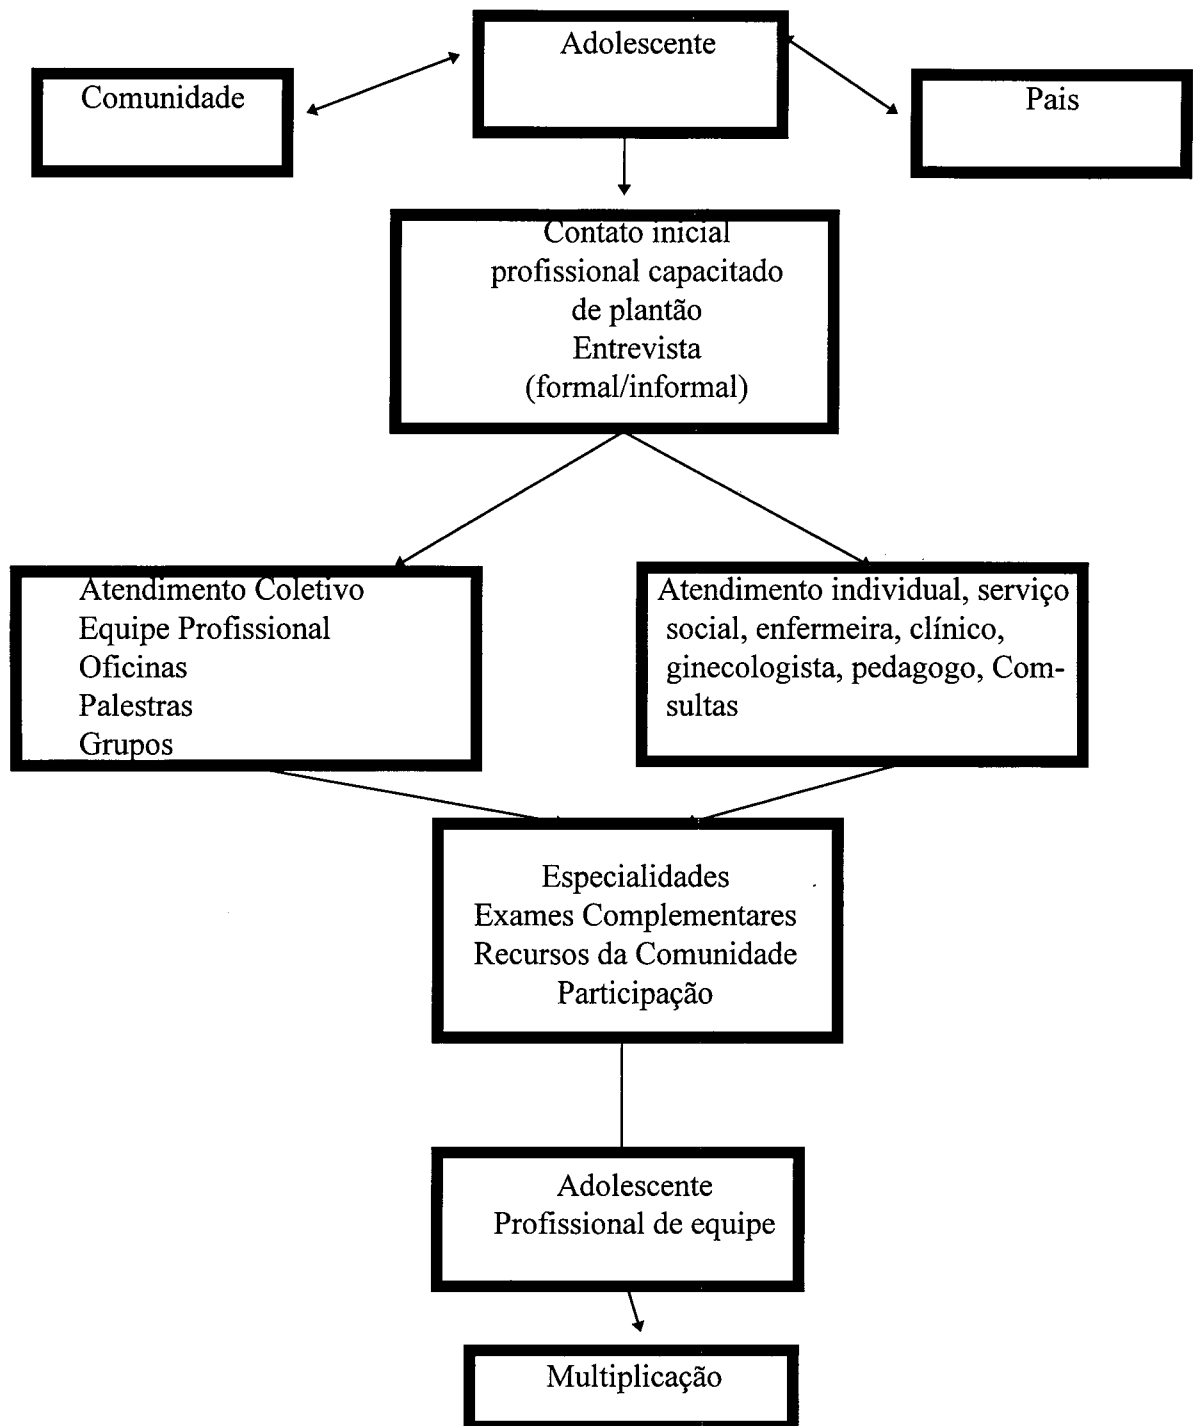 Adolescente
Comunidade
Pais
Contato inicial
profissional capacitado
de plantão
Entrevista
(formal/informal)
Atendimento Coletivo
Equipe Profissional
Oficinas
Palestras
Grupos
Atendimento individual, serviço
social, enfermeira, clínico,
ginecologista, pedagogo, Com-
sultas
Especialidades
Exames Complementares
Recursos da Comunidade
Participação
Adolescente
Profissional de equipe
Multiplicação